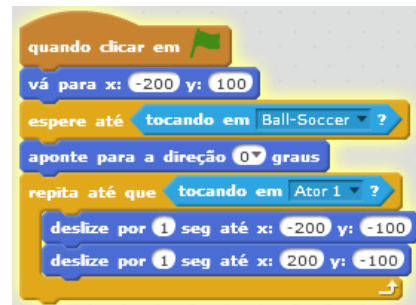 quando clicar em
vá para x: -200 y: 100
espere até tocando em Ball-Soccer ?
aponte para a direção 0 graus
repita até que tocando em Ator 1 ?
deslize por 1 seg até x: -200 y: -100
deslize por 1 seg até x: 200 y: -100